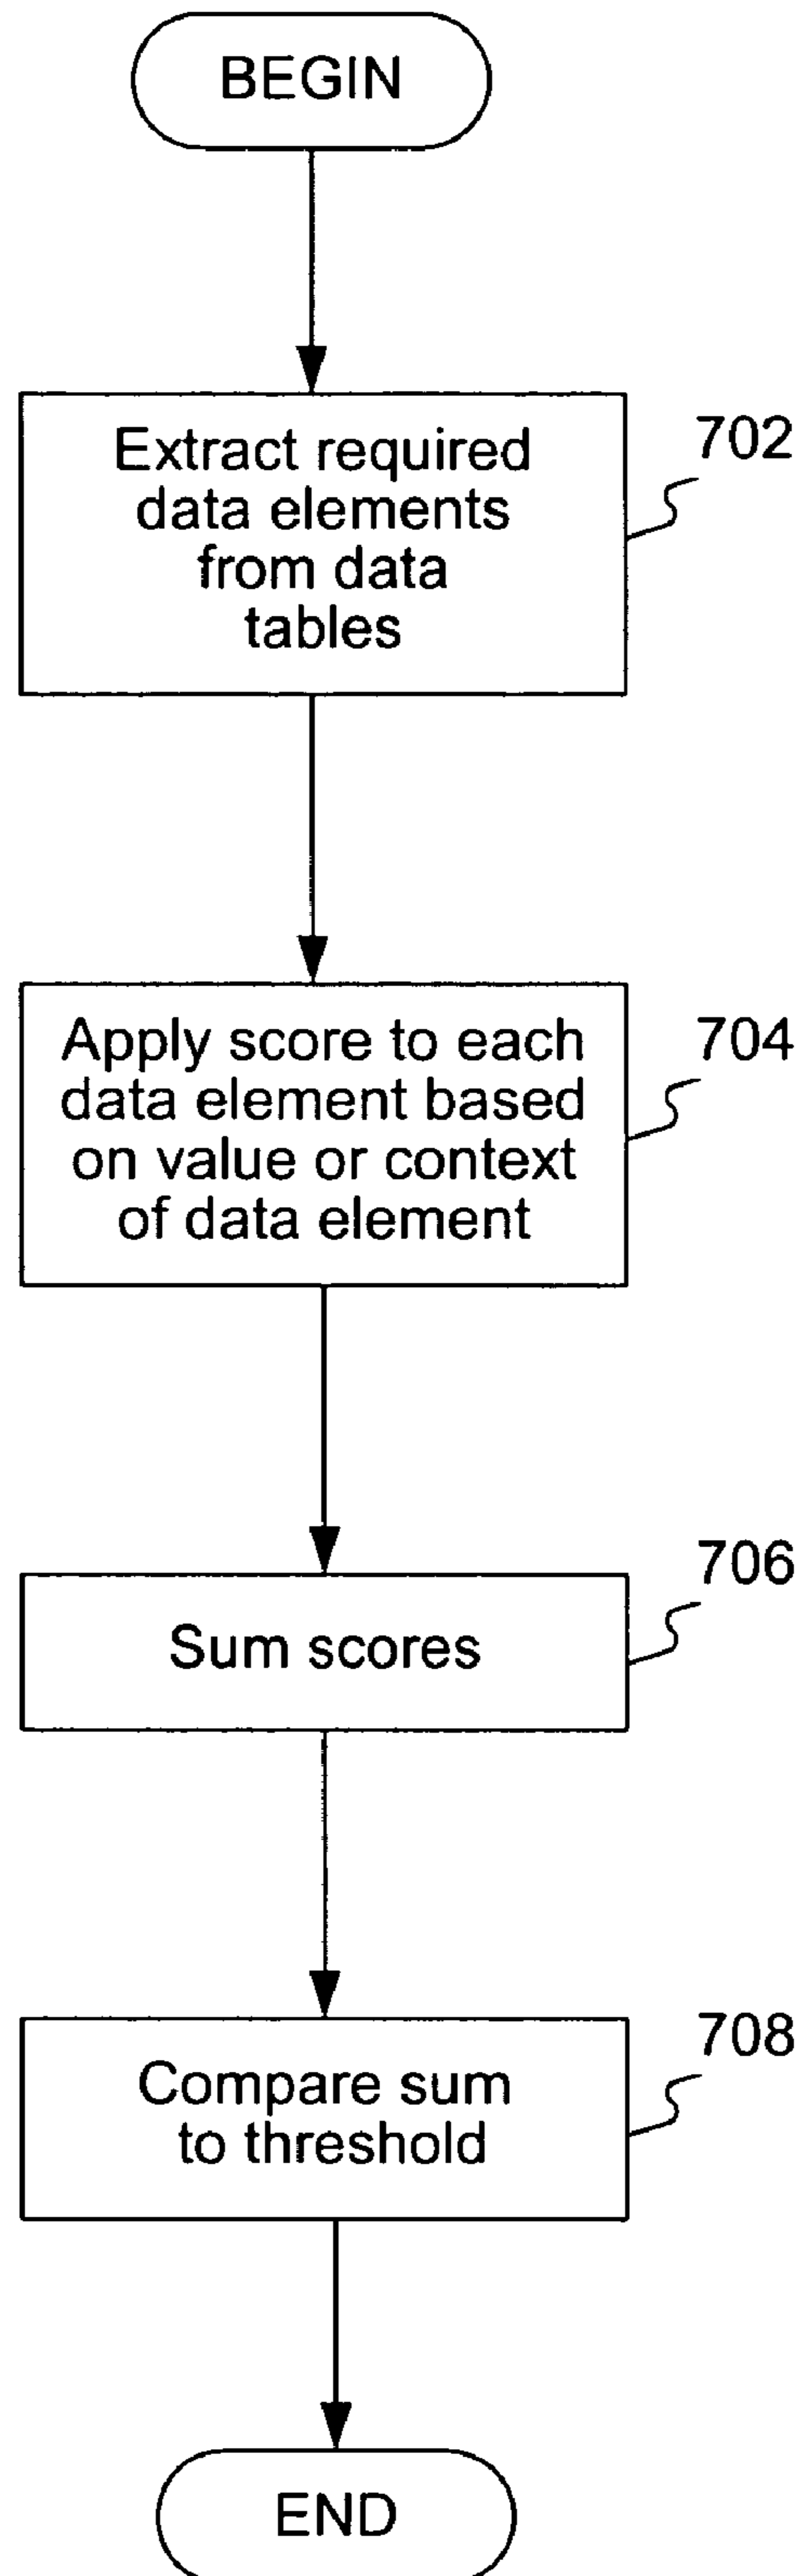 BEGIN
Extract required
data elements
from data
tables
702
Apply score to each
data element based
on value or context
of data element
704
Sum scores
706
Compare sum
to threshold
708
END